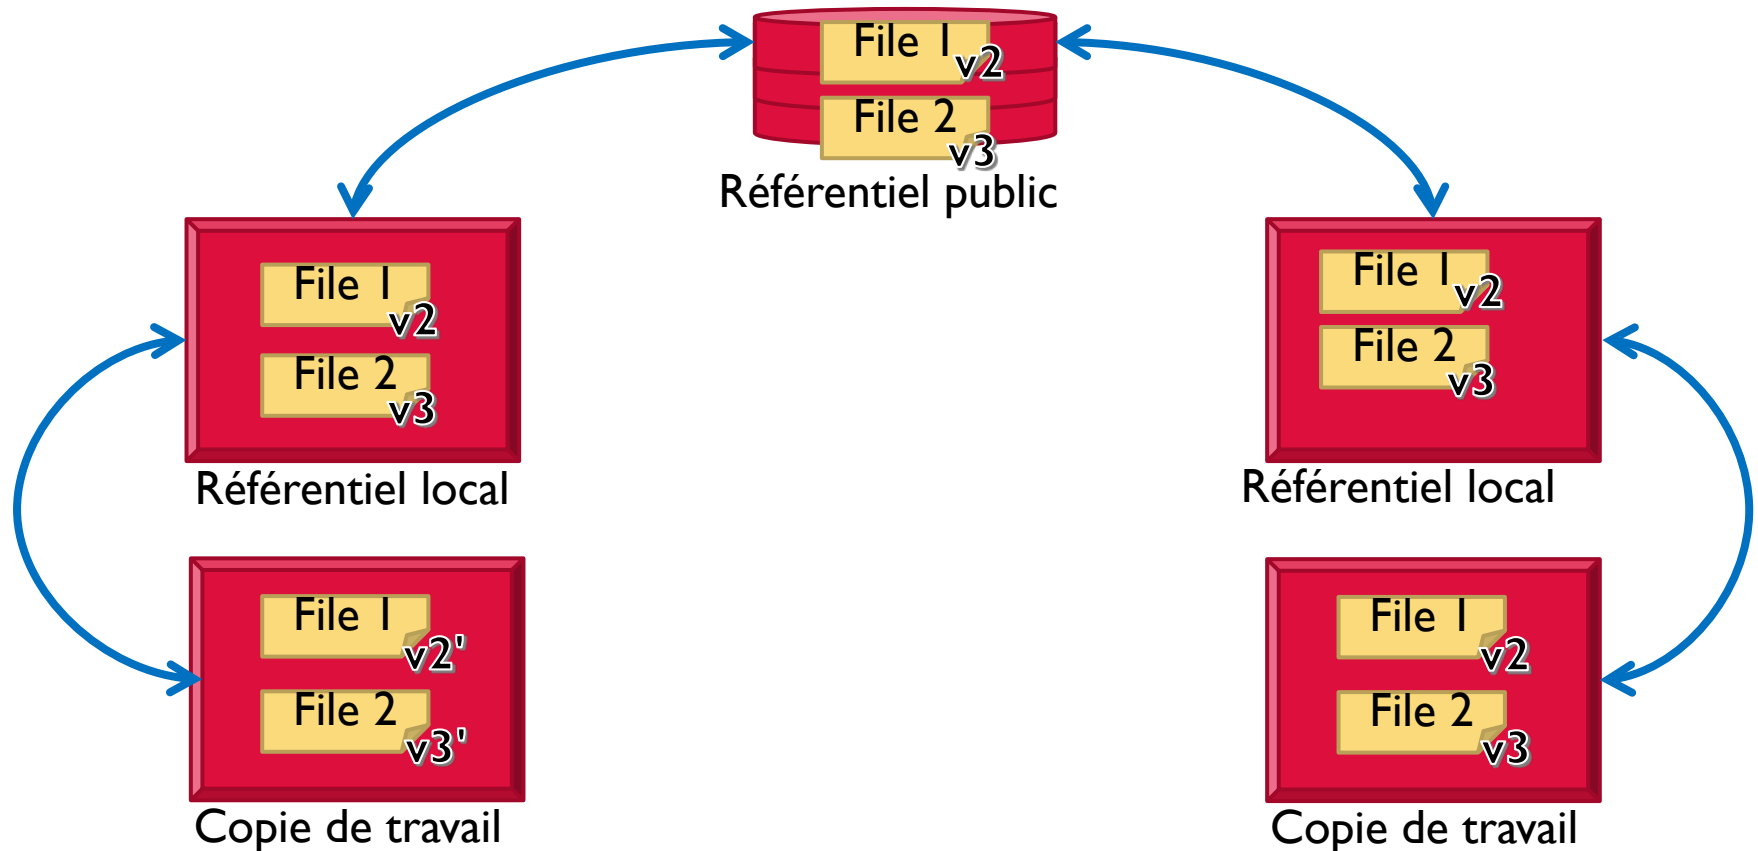 File 1
v2
File 2
v3
Référentiel public
File 1
v2
File 2
v3
Référentiel local
File 1
v2
File 2
v3
Référentiel local
File 1
v2'
File 2
v3'
Copie de travail
File 1
v2
File 2
v3
Copie de travail